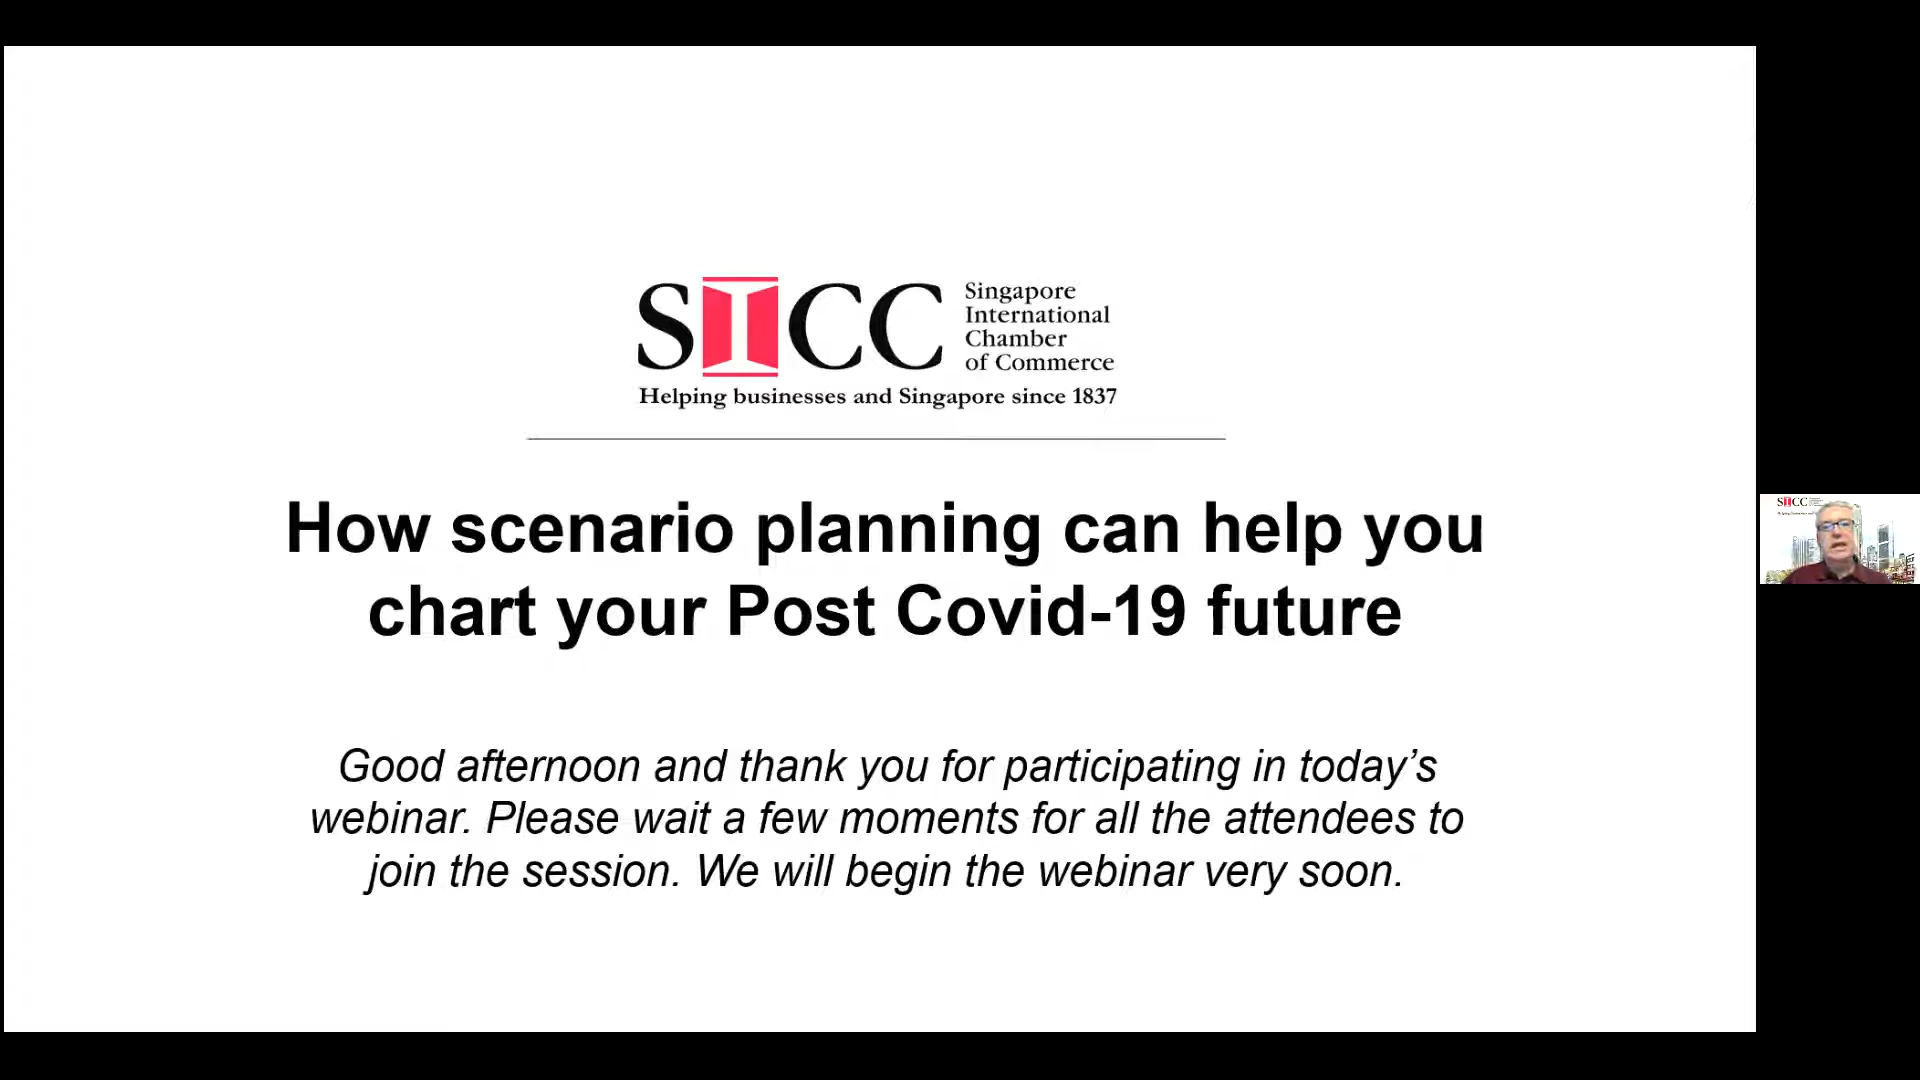 SICC
Singapore
International
Chamber
of Commerce
Helping businesses and Singapore since 1837
How scenario planning can help you
chart your Post Covid-19 future
Good afternoon and thank you for participating in today’s
webinar. Please wait a few moments for all the attendees to
join the session. We will begin the webinar very soon.
SICC